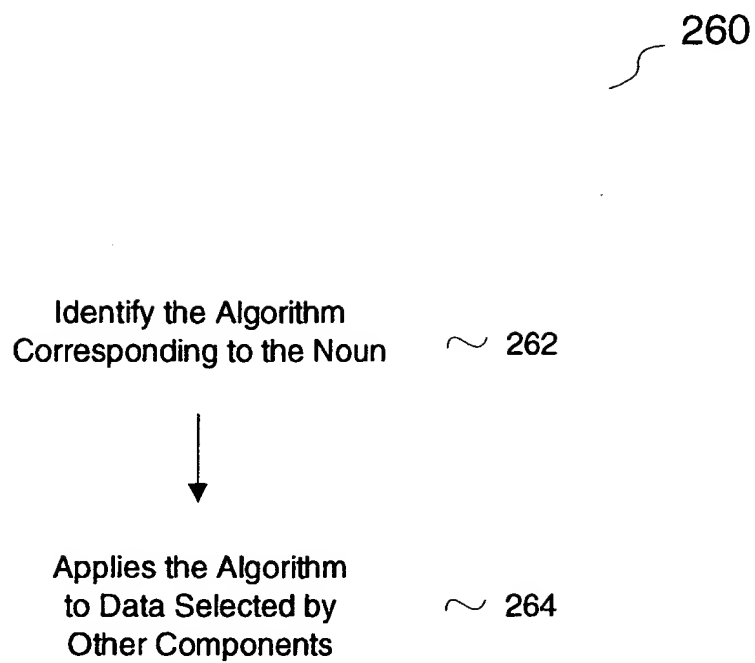 260
Identify the Algorithm
Corresponding to the Noun
262
Applies the Algorithm
to Data Selected by
Other Components
264